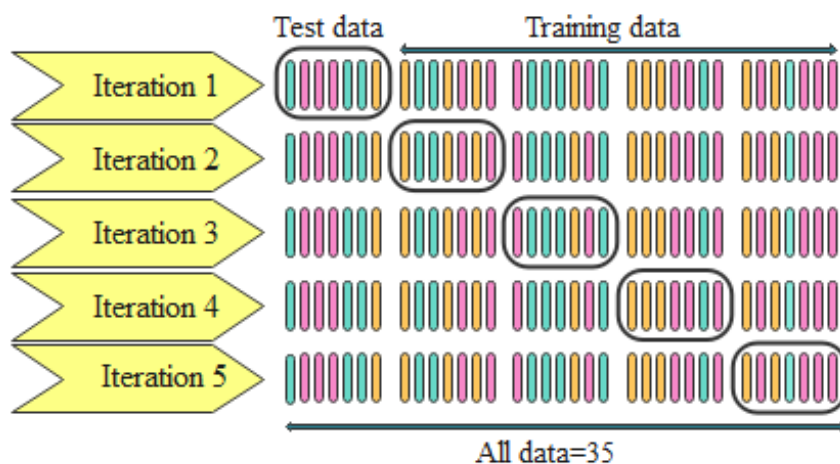 Test data
Training data
Iteration 1
Iteration 2
Iteration 3
Iteration 4
Iteration 5
All data=35